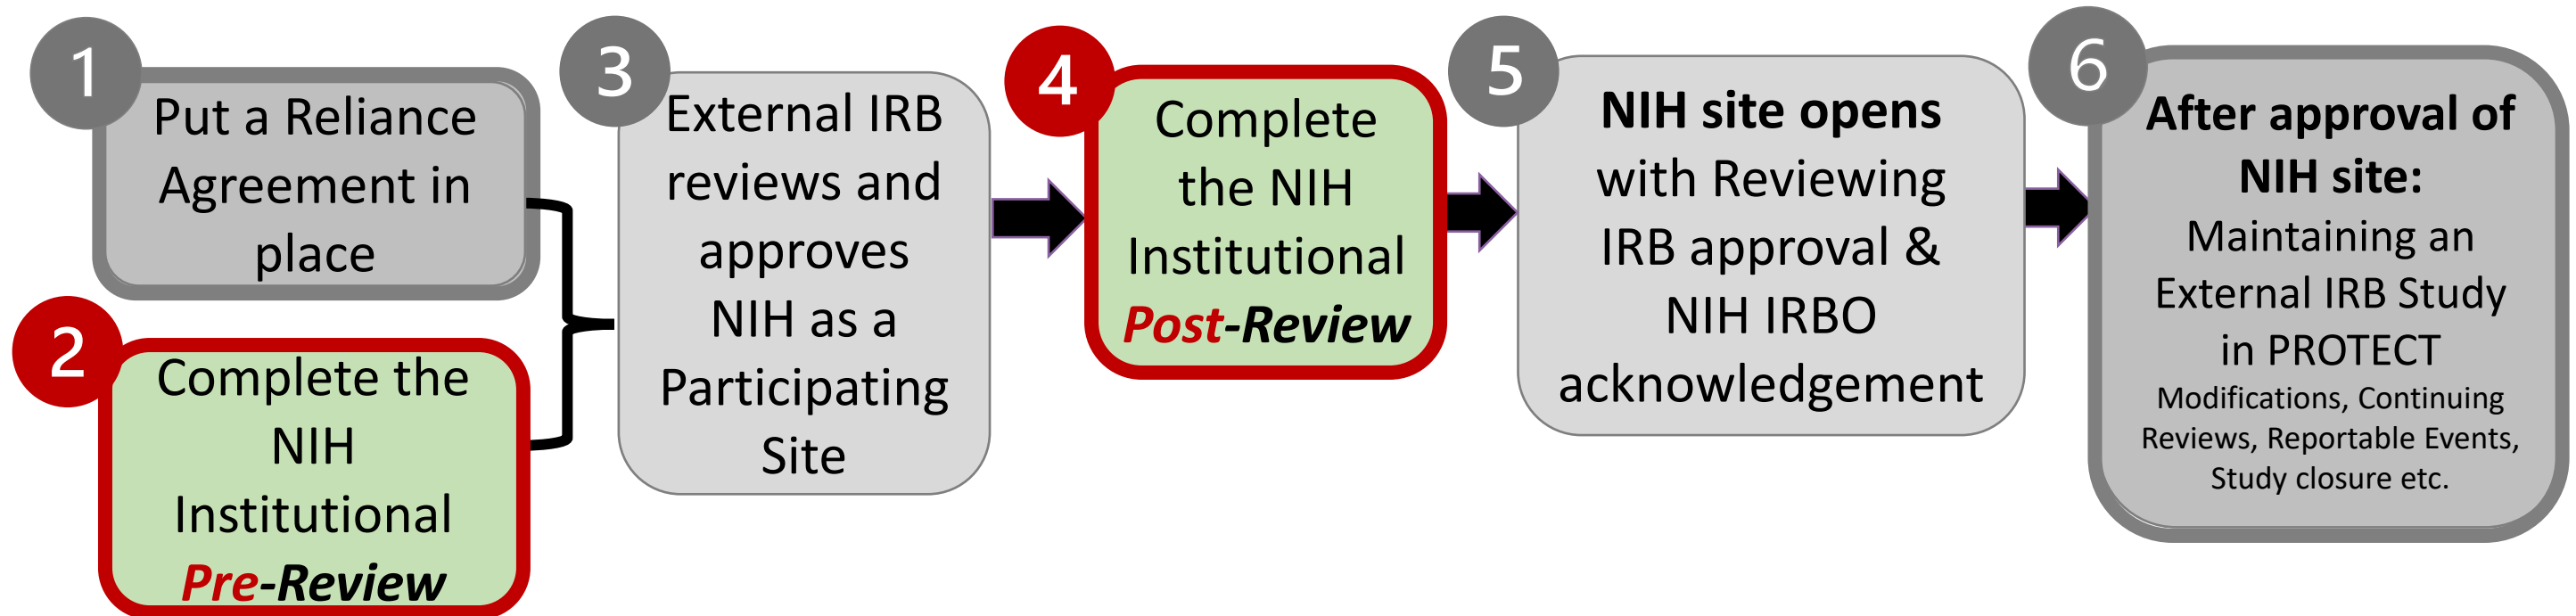 1
Put a Reliance
Agreement in
place
2
Complete the
NIH
Institutional
Pre-Review
3
External IRB
reviews and
approves
NIH as a
Participating
Site
4
Complete
the NIH
Institutional
Post-Review
5
NIH site opens
with Reviewing
IRB approval &
NIH IRBO
acknowledgement
6
After approval of
NIH site:
Maintaining an
External IRB Study
in PROTECT
Modifications, Continuing
Reviews, Reportable Events,
Study closure etc.